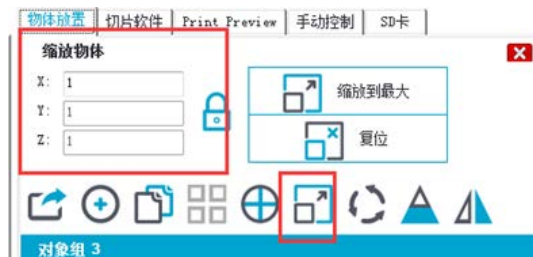 物体放置 切片软件 Print Preview 手动控制 SD卡
缩放物体
X: 1
缩放到最大
Y: 1
Z: 1
复位
对象组 3